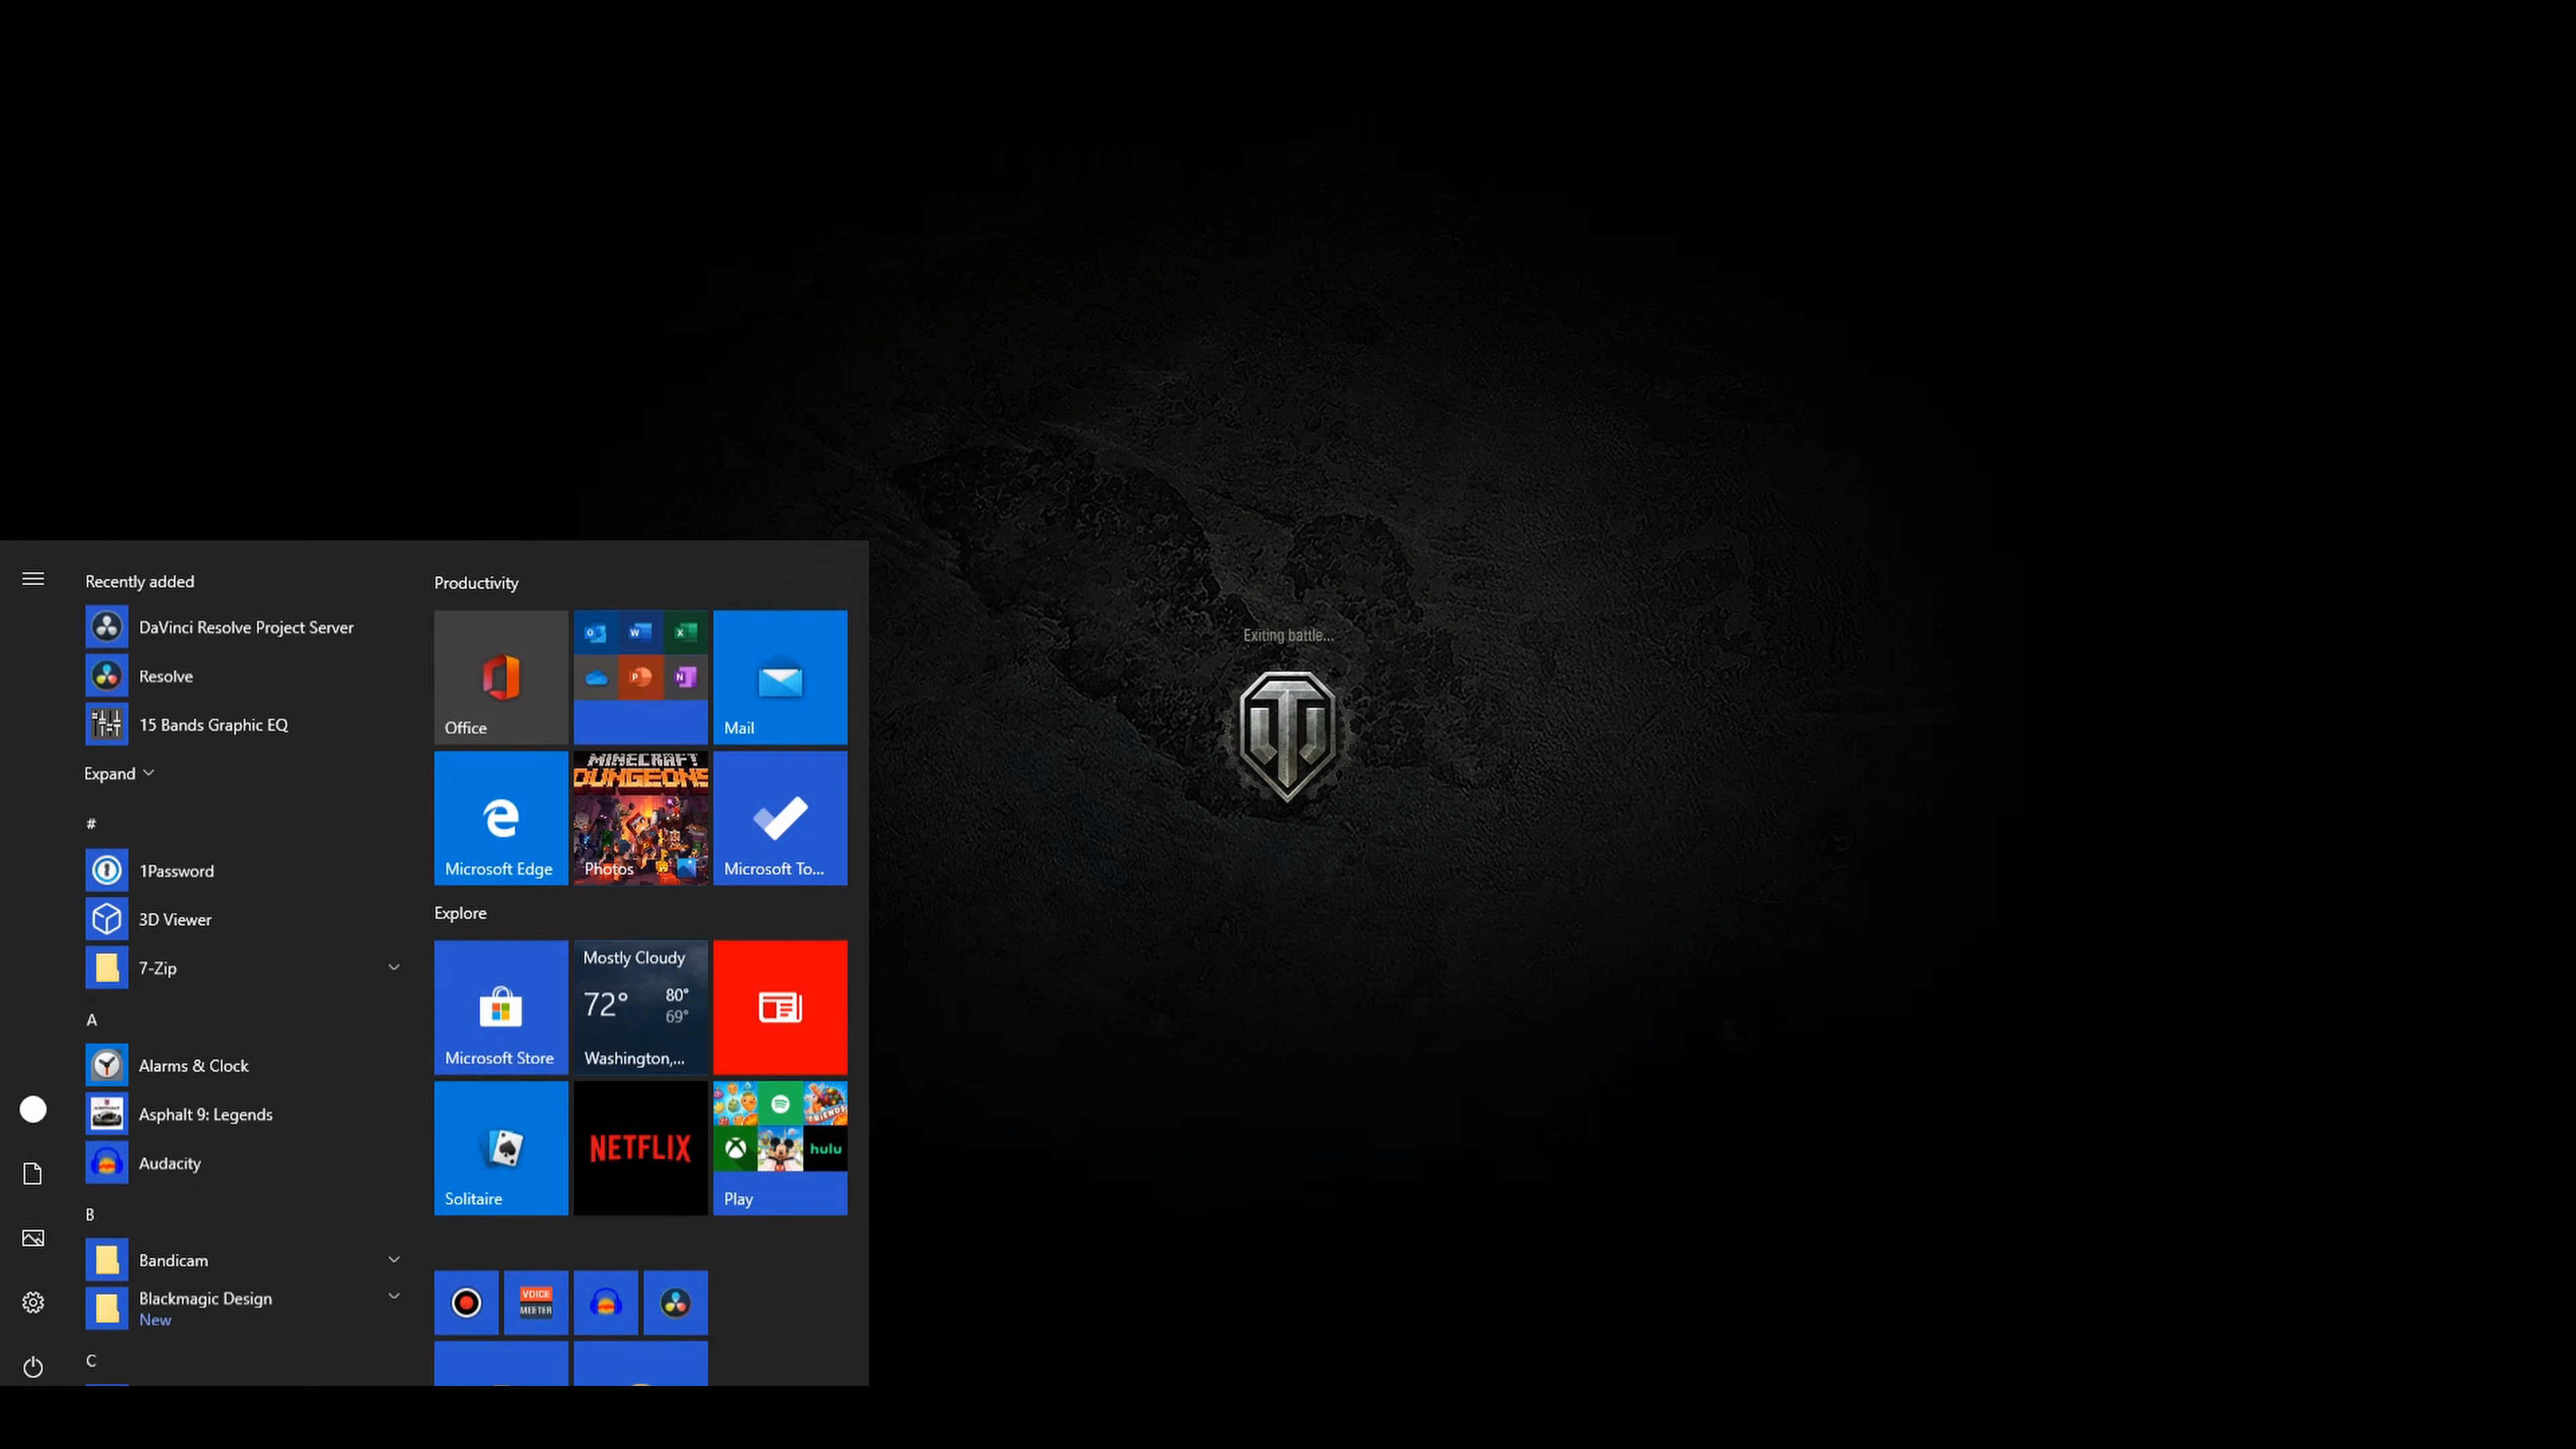 Recently added
DaVinci Resolve Project Server
Resolve
15 Bands Graphic EQ
Expand
#
1Password
3D Viewer
7-Zip
A
Alarms & Clock
Asphalt 9: Legends
Audacity
B
Bandicam
Blackmagic Design
New
C
Productivity
Office
Mail
MINECRAFT
DUNGEONS
Microsoft Edge
Photos
Microsoft To...
Explore
Mostly Cloudy
72° 80°
69°
Microsoft Store
Washington,...
NETFLIX
FRIENDS
hulu
Solitaire
Play
VOICE
MEETER
Exiting battle...